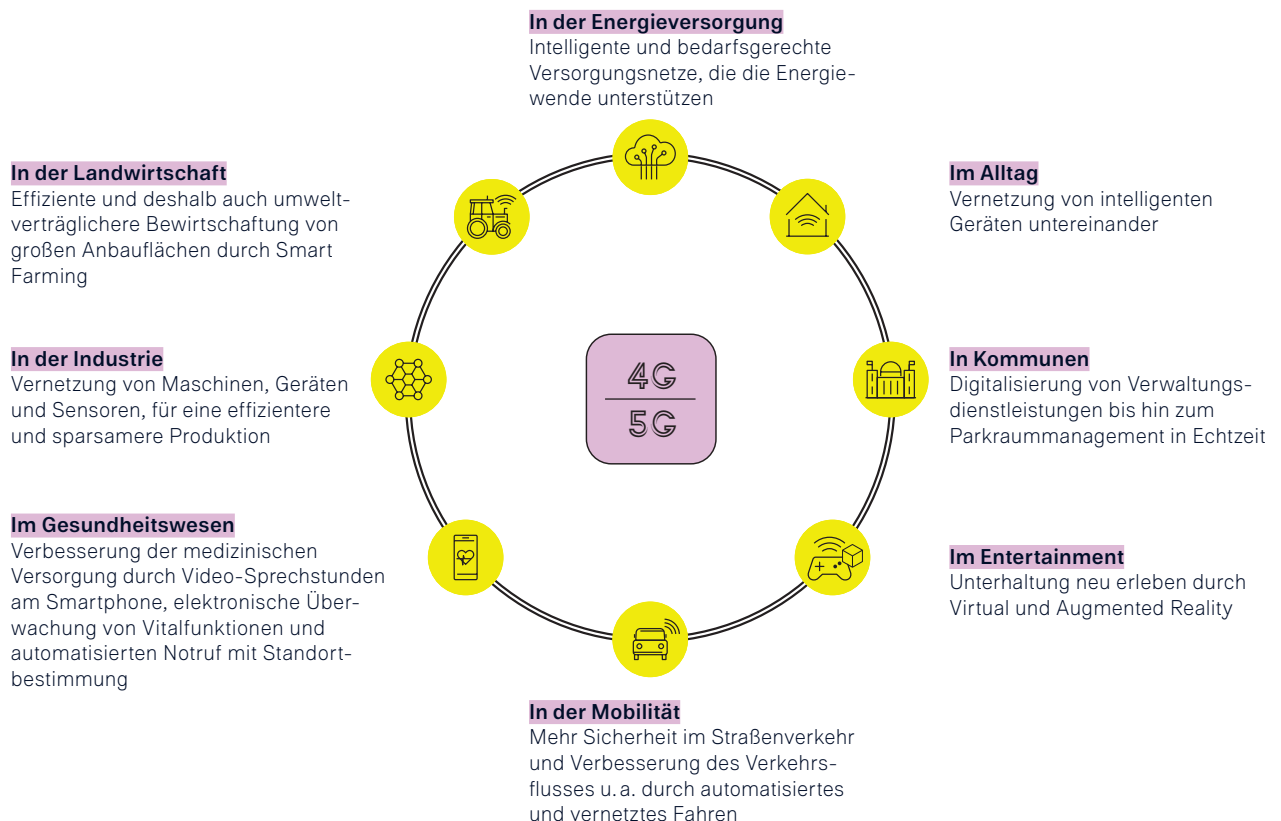 In der Energieversorgung
Intelligente und bedarfsgerechte
Versorgungsnetze, die die Energie-
wende unterstützen
Im Alltag
Vernetzung von intelligenten
Geräten untereinander
In Kommunen
Digitalisierung von Verwaltungs-
dienstleistungen bis hin zum
Parkraummanagement in Echtzeit
Im Entertainment
Unterhaltung neu erleben durch
Virtual und Augmented Reality
In der Mobilität
Mehr Sicherheit im Straßenverkehr
und Verbesserung des Verkehrs-
flusses u. a. durch automatisiertes
und vernetztes Fahren
Im Gesundheitswesen
Verbesserung der medizinischen
Versorgung durch Video-Sprechstunden
am Smartphone, elektronische Über-
wachung von Vitalfunktionen und
automatisierten Notruf mit Standort-
bestimmung
In der Industrie
Vernetzung von Maschinen, Geräten
und Sensoren, für eine effizientere
und sparsamere Produktion
In der Landwirtschaft
Effiziente und deshalb auch umwelt-
verträglichere Bewirtschaftung von
großen Anbauflächen durch Smart
Farming
4G
5G